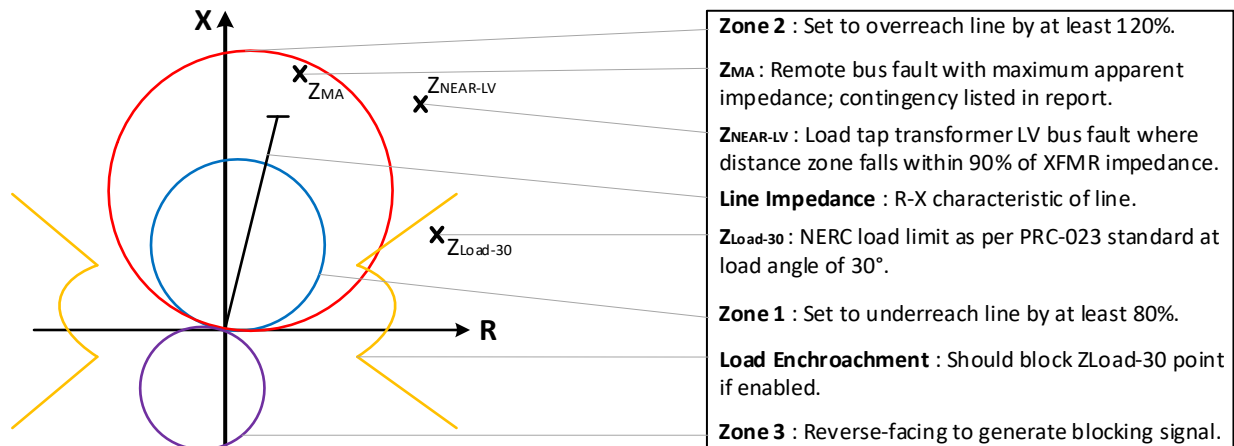 X
R
ZMA
ZNEAR-LV
ZLoad-30
Zone 2 : Set to overreach line by at least 120%.
ZMA : Remote bus fault with maximum apparent
impedance; contingency listed in report.
ZNEAR-LV : Load tap transformer LV bus fault where
distance zone falls within 90% of XFMR impedance.
Line Impedance : R-X characteristic of line.
ZLoad-30 : NERC load limit as per PRC-023 standard at
load angle of 30°.
Zone 1 : Set to underreach line by at least 80%.
Load Enchroachment : Should block ZLoad-30 point
if enabled.
Zone 3 : Reverse-facing to generate blocking signal.